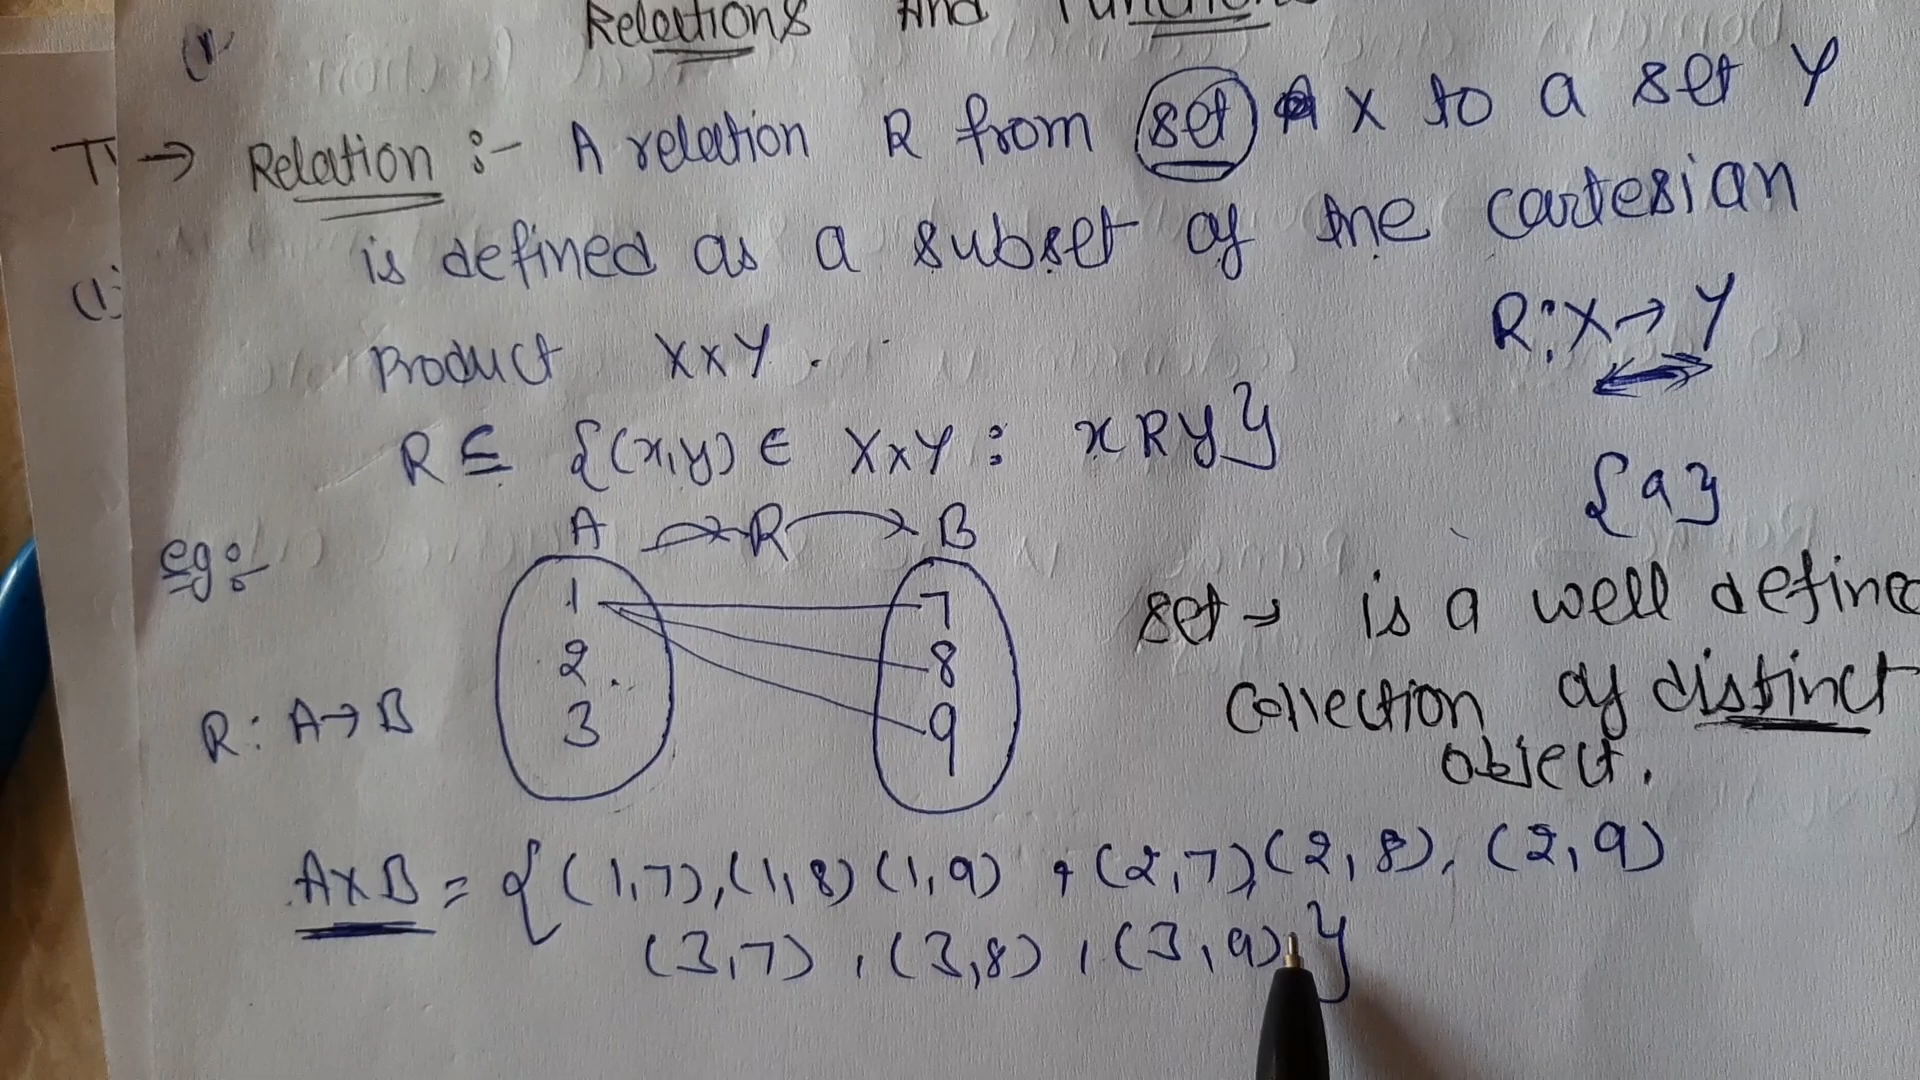 Relations And Functions
T → Relation :- A relation R from set X to a set Y
is defined as a subset of the cartesian
Product X×Y.
R:X→Y
R ⊆ {(x,y) ∈ X×Y : x R y}
{a}
A → R → B
eg:-
1 7
2 8
3 9
R: A→B
set → is a well defined
collection of distinct
object.
A×B = {(1,7),(1,8)(1,9) , (2,7),(2,8), (2,9)
(3,7) , (3,8) , (3,9) }